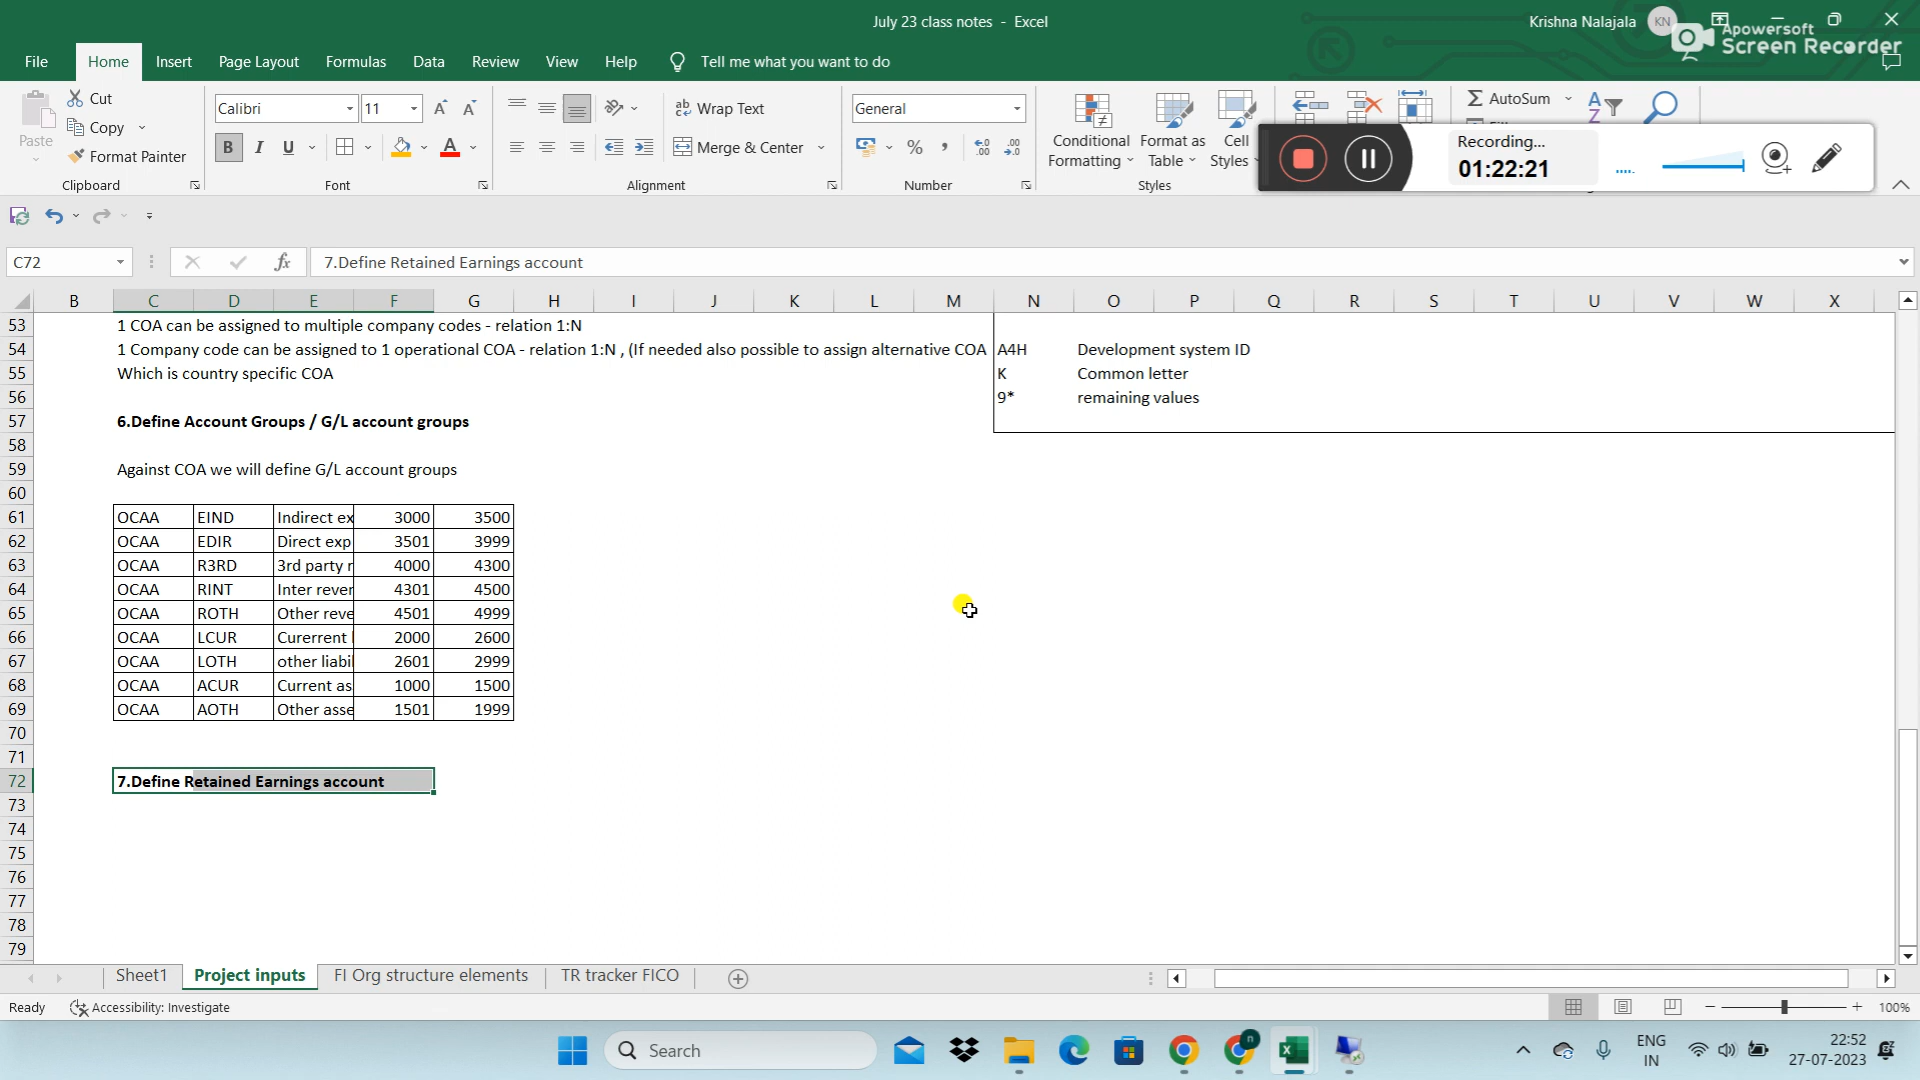 July 23 class notes - Excel
Krishna Nalajala
KN
Apowersoft
Screen Recorder
File
Home
Insert
Page Layout
Formulas
Data
Review
View
Help
Tell me what you want to do
Paste
Cut
Copy
Format Painter
Clipboard
Calibri
11
B
I
U
Font
Wrap Text
Merge & Center
Alignment
General
Number
Conditional
Formatting
Format as
Table
Cell
Styles
Styles
AutoSum
Recording...
01:22:21
C72
fx
7.Define Retained Earnings account
B C D E F G H I J K L M N O P Q R S T U V W X
53 1 COA can be assigned to multiple company codes - relation 1:N
54 1 Company code can be assigned to 1 operational COA - relation 1:N , (If needed also possible to assign alternative COA A4H Development system ID
55 Which is country specific COA K Common letter
56 9* remaining values
57 6.Define Account Groups / G/L account groups
58
59 Against COA we will define G/L account groups
60
61 OCAA EIND Indirect ex 3000 3500
62 OCAA EDIR Direct exp 3501 3999
63 OCAA R3RD 3rd party r 4000 4300
64 OCAA RINT Inter rever 4301 4500
65 OCAA ROTH Other reve 4501 4999
66 OCAA LCUR Curerrent 2000 2600
67 OCAA LOTH other liabil 2601 2999
68 OCAA ACUR Current as 1000 1500
69 OCAA AOTH Other asse 1501 1999
70
71
72 7.Define Retained Earnings account
73
74
75
76
77
78
79
Sheet1
Project inputs
FI Org structure elements
TR tracker FICO
Ready
Accessibility: Investigate
100%
Search
n
ENG
IN
22:52
27-07-2023